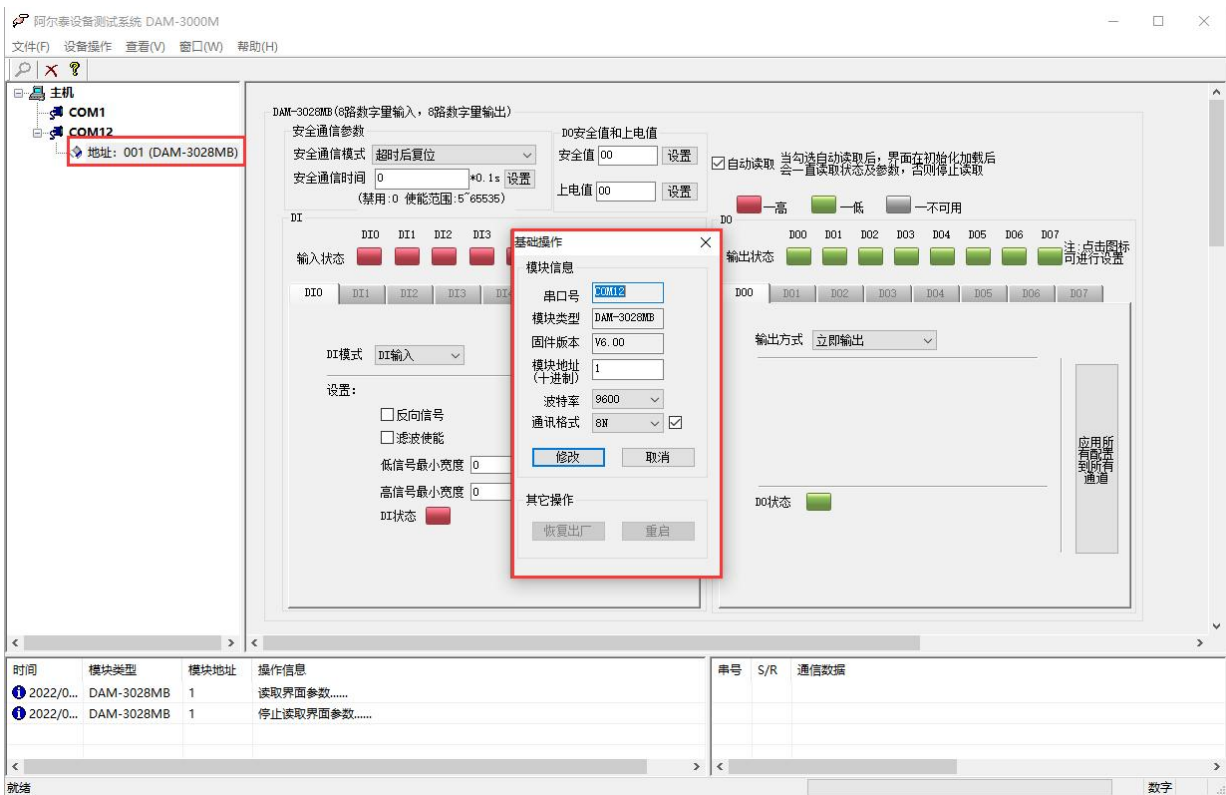 阿尔泰设备测试系统 DAM-3000M
文件(F) 设备操作 查看(V) 窗口(W) 帮助(H)
主机
COM1
COM12
地址：001 (DAM-3028MB)
DAM-3028MB(8路数字量输入，8路数字量输出)
安全通信参数
安全通信模式 超时后复位
安全通信时间 0 *0.1s 设置
(禁用:0 使能范围:5~65535)
DO安全值和上电值
安全值 00 设置
上电值 00 设置
自动读取 当勾选自动读取后，界面在初始化加载后
会一直读取状态及参数，否则停止读取
—高 —低 —不可用
DI
DI0 DI1 DI2 DI3
输入状态
DI0 DI1 DI2 DI3
DI模式 DI输入
设置:
反向信号
滤波使能
低信号最小宽度 0
高信号最小宽度 0
DI状态
基础操作
模块信息
串口号 COM12
模块类型 DAM-3028MB
固件版本 V6.00
模块地址 1
(十进制)
波特率 9600
通讯格式 8N
修改 取消
其它操作
恢复出厂 重启
DO
DO0 DO1 DO2 DO3 DO4 DO5 DO6 DO7
输出状态
注:点击图标
可进行设置
DO0 DO1 DO2 DO3 DO4 DO5 DO6 DO7
输出方式 立即输出
DO状态
应用所
有配置
到所有
通道
时间 模块类型 模块地址 操作信息
2022/0... DAM-3028MB 1 读取界面参数......
2022/0... DAM-3028MB 1 停止读取界面参数......
串号 S/R 通信数据
就绪
数字